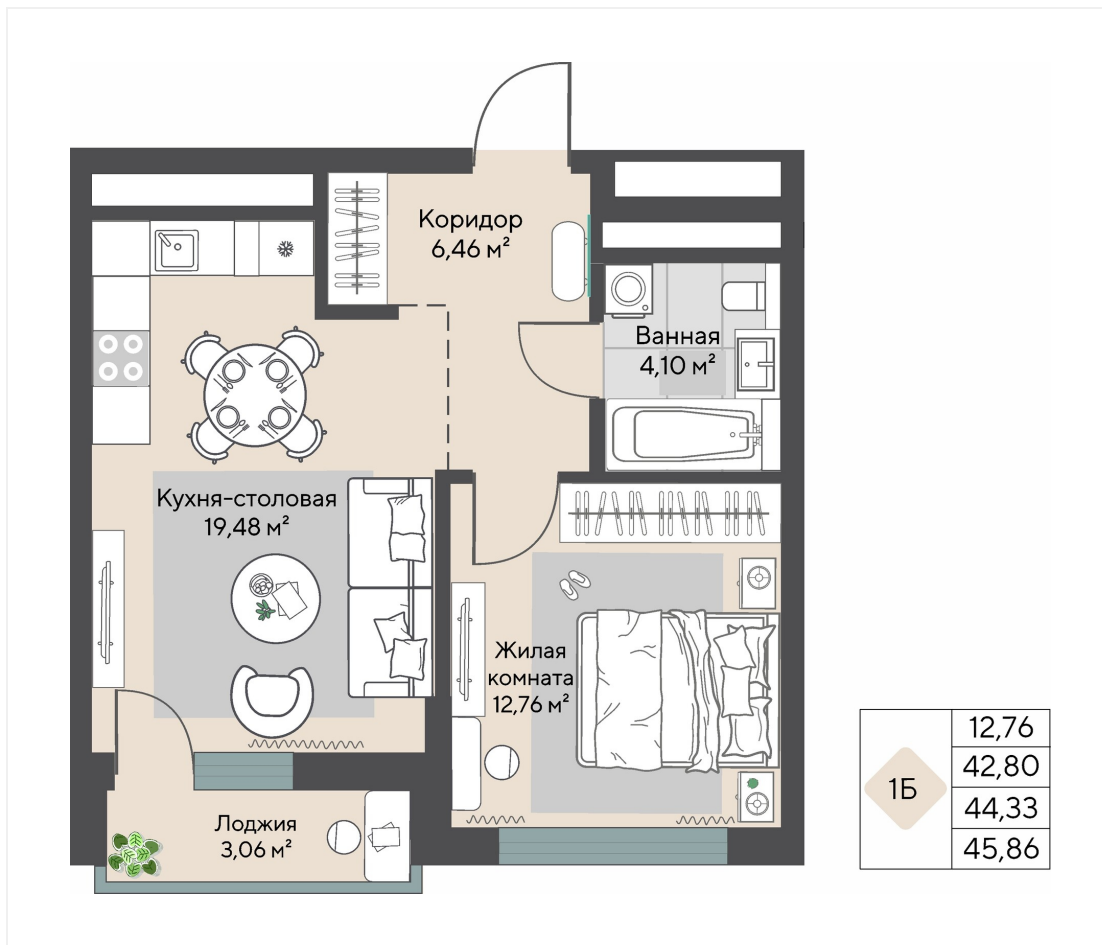 Коридор
6,46 м²
Ванная
4,10 м²
Кухня-столовая
19,48 м²
Жилая
комната
12,76 м²
Лоджия
3,06 м²
1Б
12,76
42,80
44,33
45,86